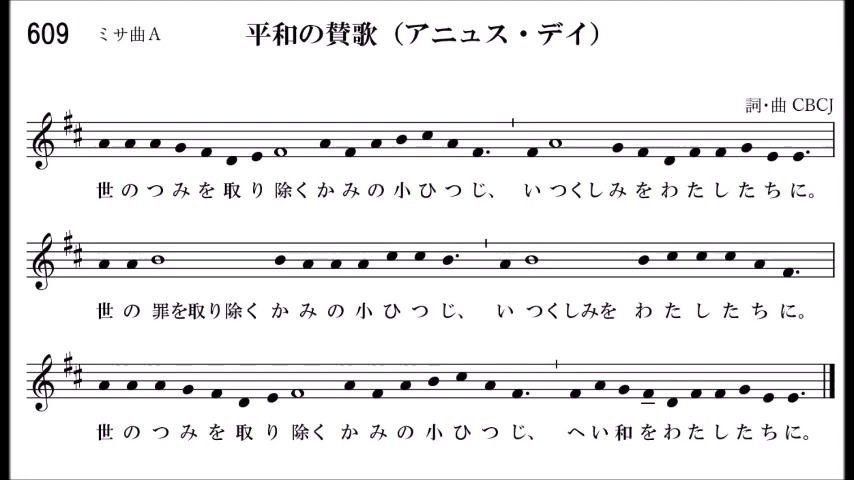 609 ミサ曲A 平和の賛歌（アニュス・デイ）
詞・曲 CBCJ
世のつみを取り除くかみの小ひつじ、いつくしみをわたしたちに。
世の罪を取り除くかみの小ひつじ、いつくしみをわたしたちに。
世のつみを取り除くかみの小ひつじ、へい和をわたしたちに。